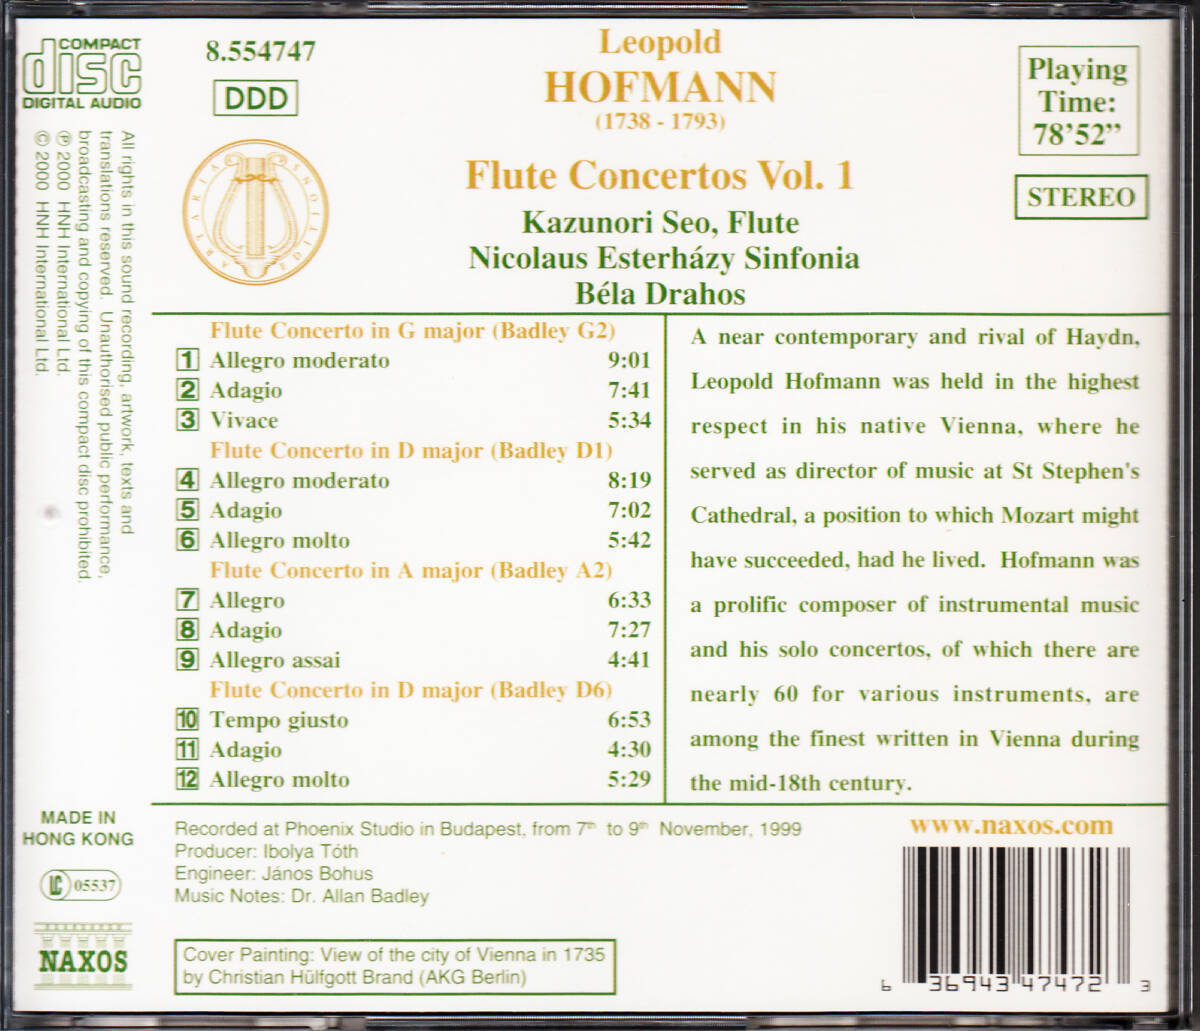 COMPACT
disc
DIGITAL AUDIO
8.554747
DDD
Leopold
HOFMANN
(1738 - 1793)
Flute Concertos Vol. 1
Kazunori Seo, Flute
Nicolaus Esterházy Sinfonia
Béla Drahos
Playing
Time:
78’52”
STEREO
ARTARIA EDITIONS
All rights in this sound recording, artwork, texts and
translations reserved. Unauthorised public performance,
broadcasting and copying of this compact disc prohibited.
℗ 2000 HNH International Ltd.
© 2000 HNH International Ltd.
Flute Concerto in G major (Badley G2)
1 Allegro moderato 9:01
2 Adagio 7:41
3 Vivace 5:34
Flute Concerto in D major (Badley D1)
4 Allegro moderato 8:19
5 Adagio 7:02
6 Allegro molto 5:42
Flute Concerto in A major (Badley A2)
7 Allegro 6:33
8 Adagio 7:27
9 Allegro assai 4:41
Flute Concerto in D major (Badley D6)
10 Tempo giusto 6:53
11 Adagio 4:30
12 Allegro molto 5:29
A near contemporary and rival of Haydn,
Leopold Hofmann was held in the highest
respect in his native Vienna, where he
served as director of music at St Stephen's
Cathedral, a position to which Mozart might
have succeeded, had he lived. Hofmann was
a prolific composer of instrumental music
and his solo concertos, of which there are
nearly 60 for various instruments, are
among the finest written in Vienna during
the mid-18th century.
MADE IN
HONG KONG
LC 05537
NAXOS
Recorded at Phoenix Studio in Budapest, from 7th to 9th November, 1999
Producer: Ibolya Tóth
Engineer: János Bohus
Music Notes: Dr. Allan Badley
Cover Painting: View of the city of Vienna in 1735
by Christian Hülfgott Brand (AKG Berlin)
www.naxos.com
6 36943 47472 3